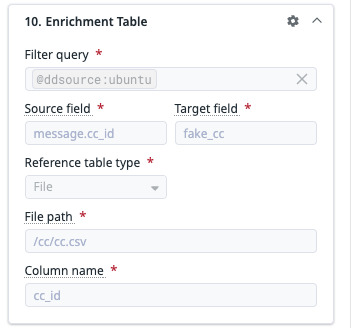 10. Enrichment Table
Filter query *
@ddsource:ubuntu
Source field * Target field *
message.cc_id fake_cc
Reference table type *
File
File path *
/cc/cc.csv
Column name *
cc_id